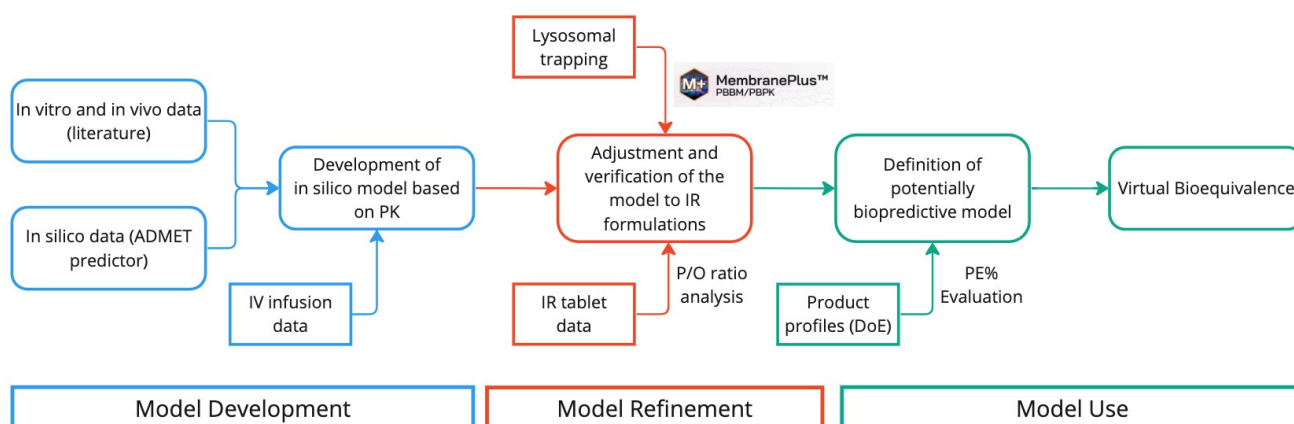 Lysosomal
trapping
M+
MembranePlus™
PBBM/PBPK
In vitro and in vivo data
(literature)
Development of
in silico model based
on PK
Adjustment and
verification of the
model to IR
formulations
Definition of
potentially
biopredictive model
Virtual Bioequivalence
In silico data (ADMET
predictor)
IV infusion
data
IR tablet
data
P/O ratio
analysis
Product
profiles (DoE)
PE%
Evaluation
Model Development
Model Refinement
Model Use